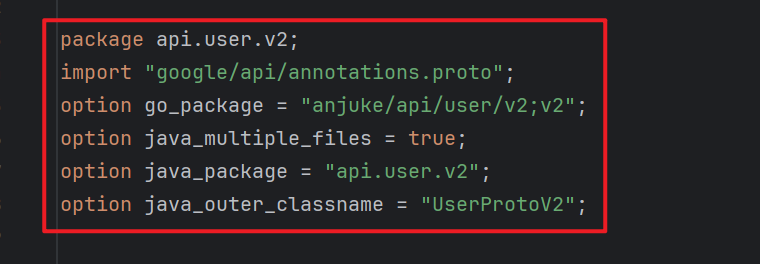 package api.user.v2;
import "google/api/annotations.proto";
option go_package = "anjuke/api/user/v2;v2";
option java_multiple_files = true;
option java_package = "api.user.v2";
option java_outer_classname = "UserProtoV2";